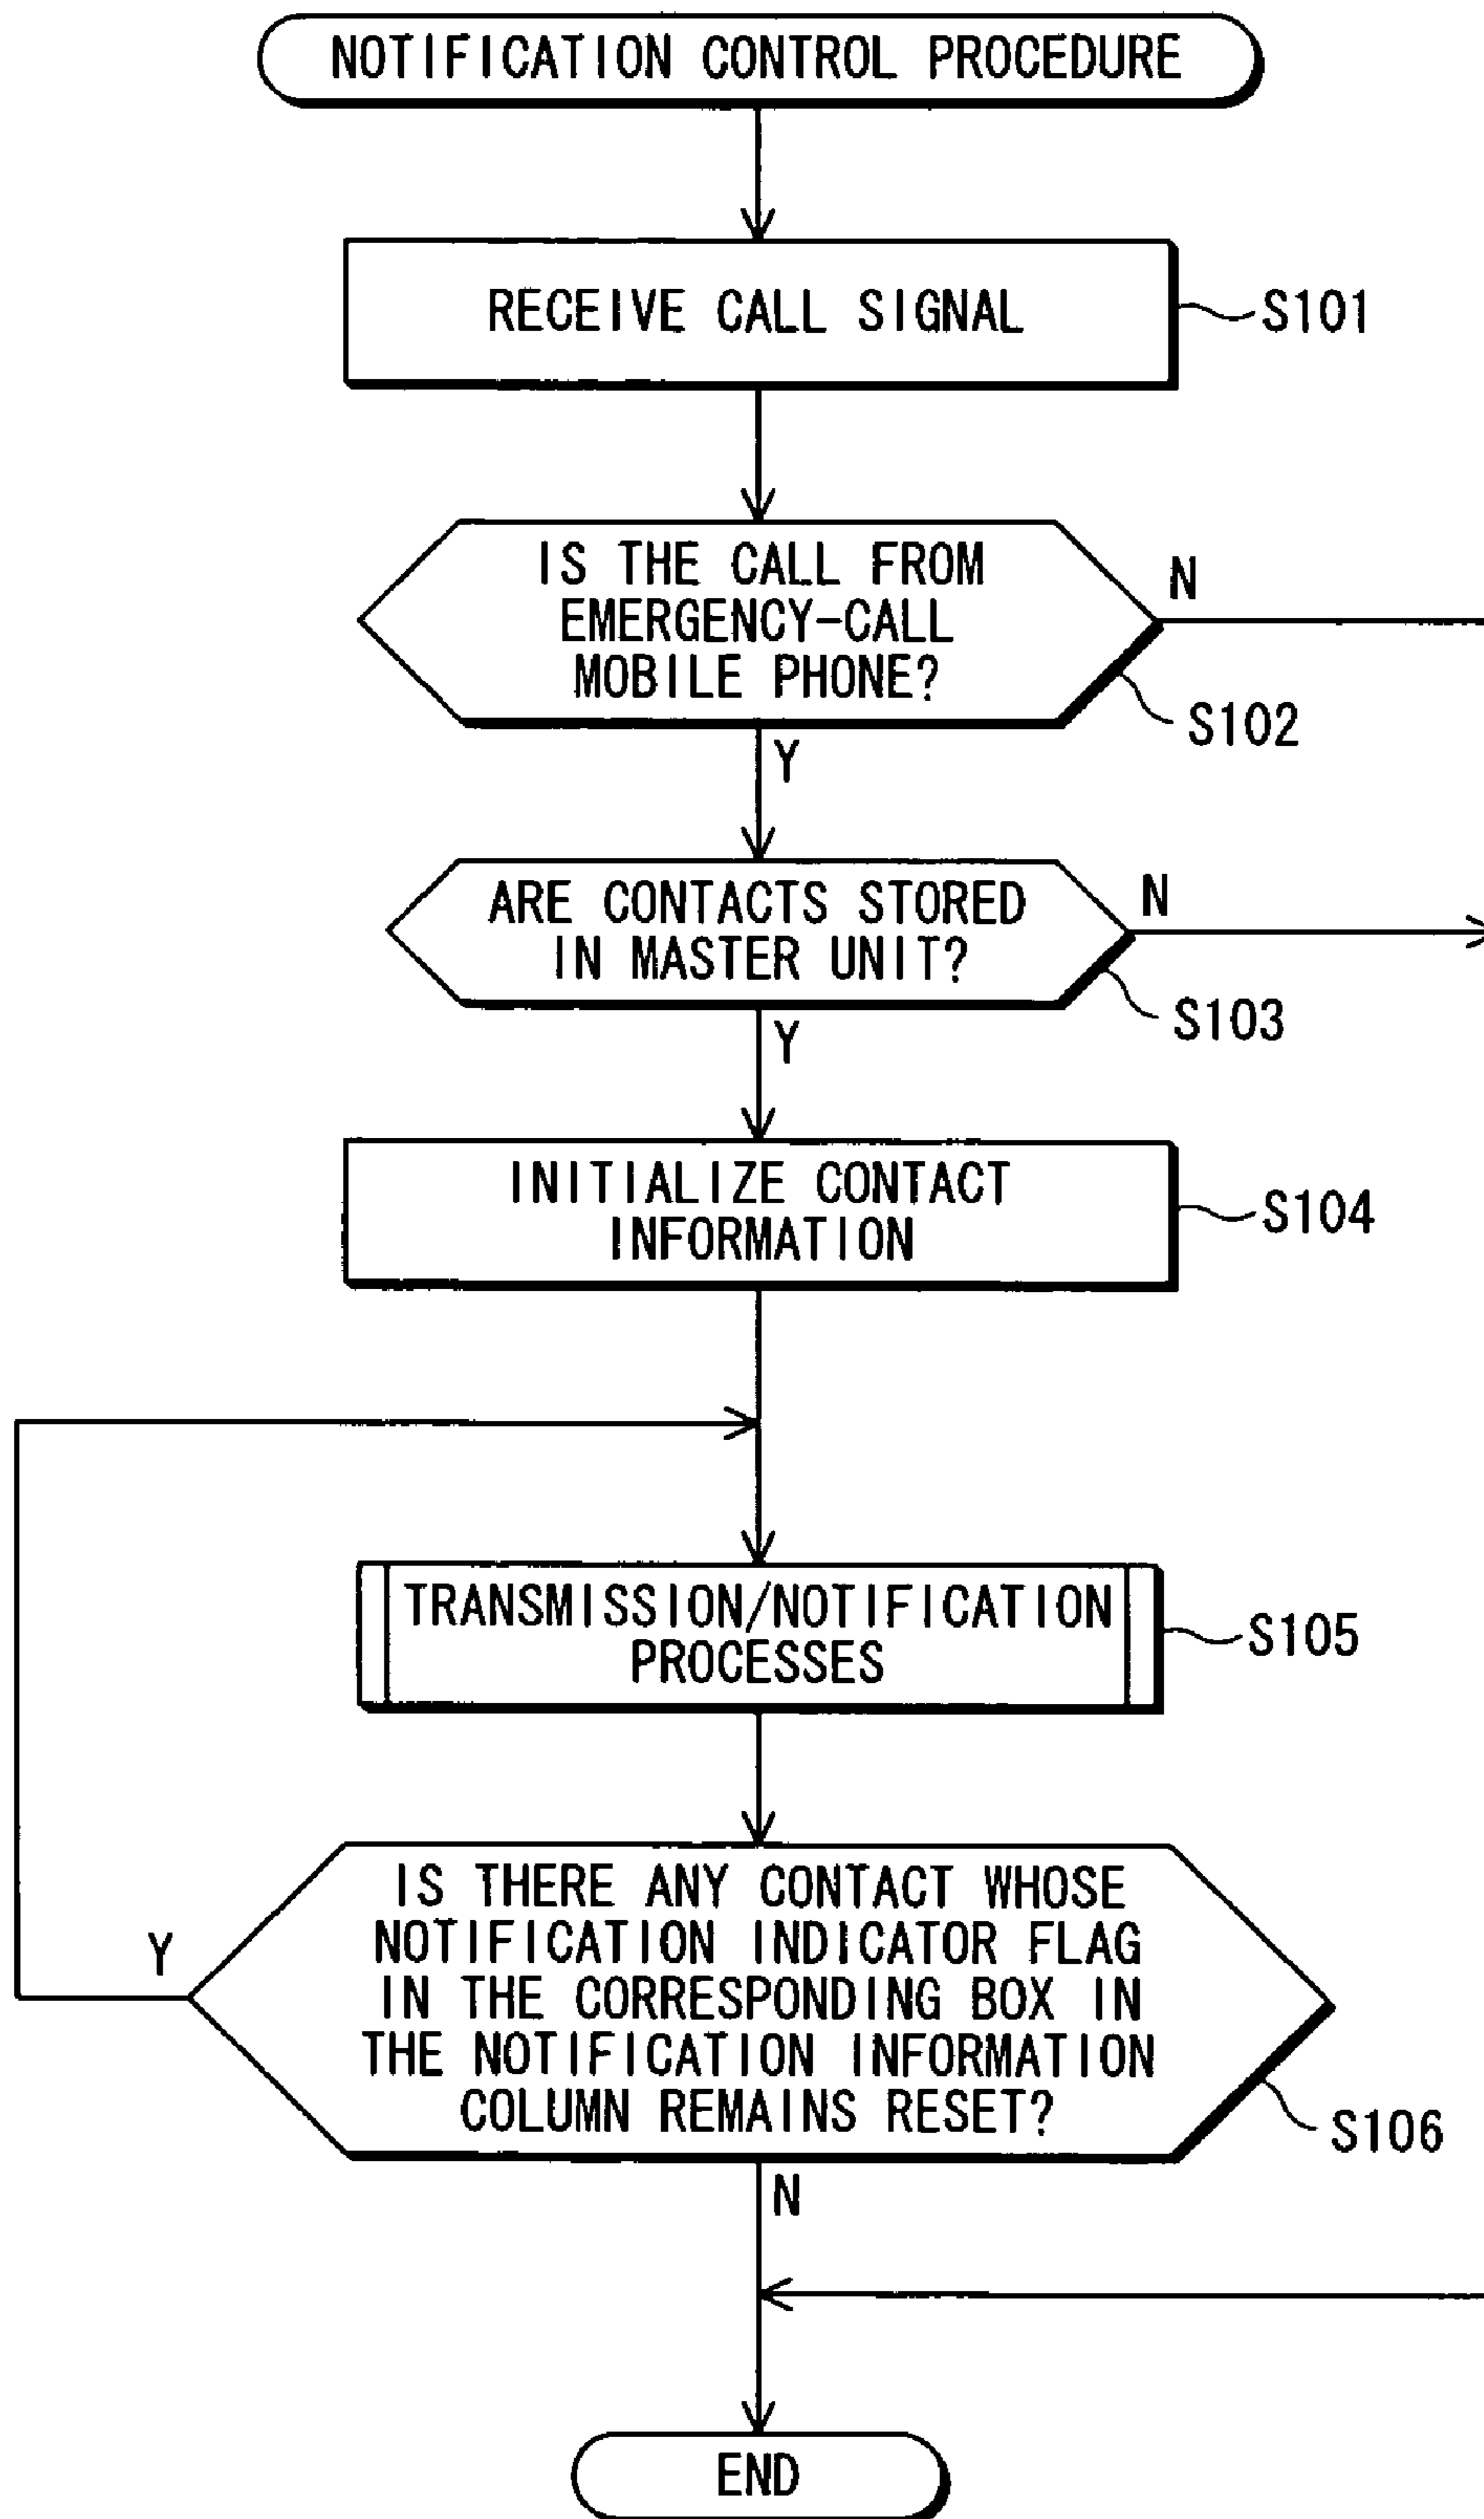 NOTIFICATION CONTROL PROCEDURE
RECEIVE CALL SIGNAL
S101
IS THE CALL FROM
EMERGENCY-CALL
MOBILE PHONE?
N
S102
Y
ARE CONTACTS STORED
IN MASTER UNIT?
N
S103
Y
INITIALIZE CONTACT
INFORMATION
S104
TRANSMISSION/NOTIFICATION
PROCESSES
S105
IS THERE ANY CONTACT WHOSE
NOTIFICATION INDICATOR FLAG
IN THE CORRESPONDING BOX IN
THE NOTIFICATION INFORMATION
COLUMN REMAINS RESET?
Y
S106
N
END